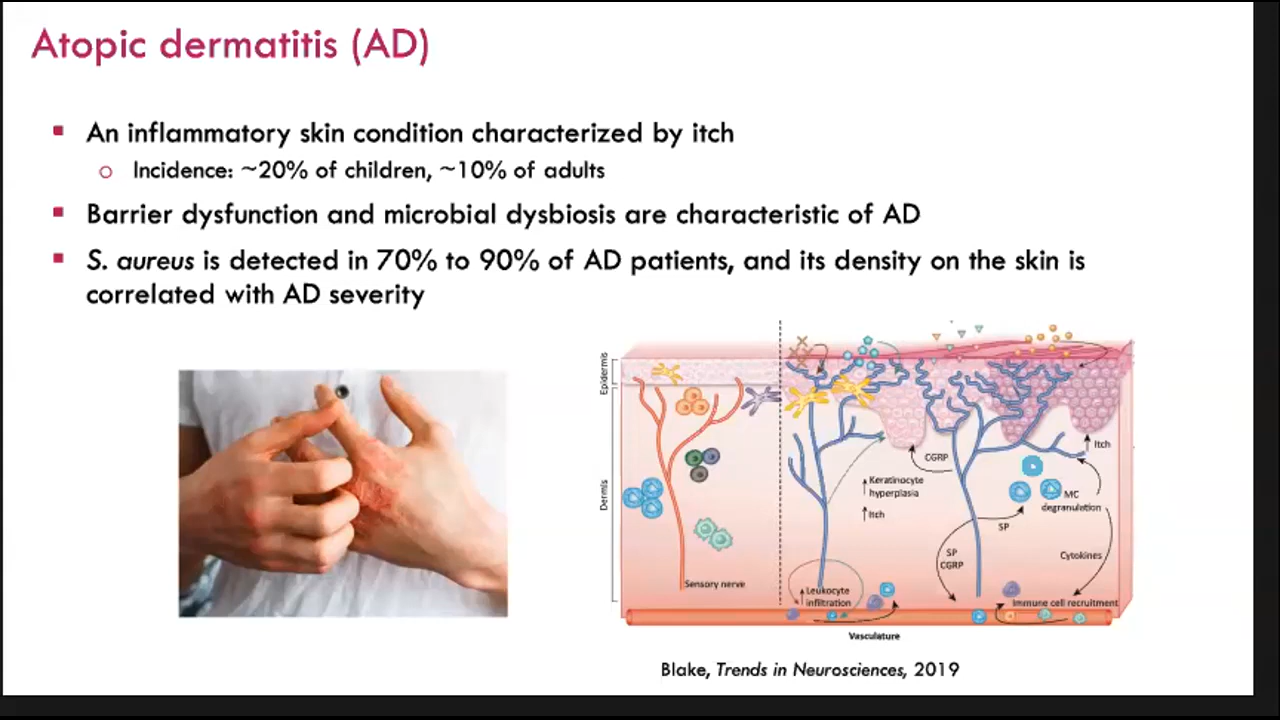 Atopic dermatitis (AD)
An inflammatory skin condition characterized by itch
Incidence: ~20% of children, ~10% of adults
Barrier dysfunction and microbial dysbiosis are characteristic of AD
S. aureus is detected in 70% to 90% of AD patients, and its density on the skin is
correlated with AD severity
Epidermis
Dermis
Sensory nerve
Keratinocyte
hyperplasia
Itch
Leukocyte
infiltration
CGRP
SP
CGRP
SP
Itch
MC
degranulation
Cytokines
Immune cell recruitment
Vasculature
Blake, Trends in Neurosciences, 2019